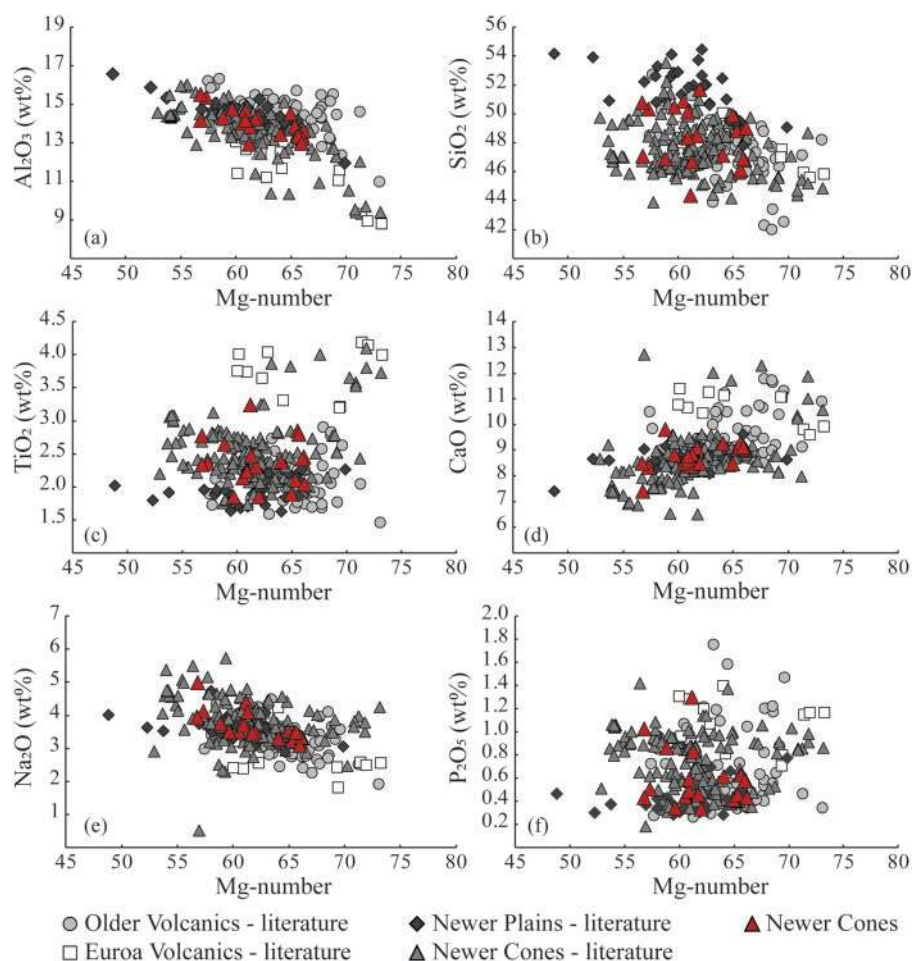 19
17
15
13
11
9
Al₂O₃ (wt%)
(a)
45 50 55 60 65 70 75 80
Mg-number
56
54
52
50
48
46
44
42
SiO₂ (wt%)
(b)
45 50 55 60 65 70 75 80
Mg-number
4.5
4.0
3.5
3.0
2.5
2.0
1.5
TiO₂ (wt%)
(c)
45 50 55 60 65 70 75 80
Mg-number
14
13
12
11
10
9
8
7
6
5
CaO (wt%)
(d)
45 50 55 60 65 70 75 80
Mg-number
7
6
5
4
3
2
1
Na₂O (wt%)
(e)
45 50 55 60 65 70 75 80
Mg-number
2.0
1.8
1.6
1.4
1.2
1.0
0.8
0.6
0.4
0.2
P₂O₅ (wt%)
(f)
45 50 55 60 65 70 75 80
Mg-number
Older Volcanics - literature
Newer Plains - literature
Newer Cones
Euroa Volcanics - literature
Newer Cones - literature